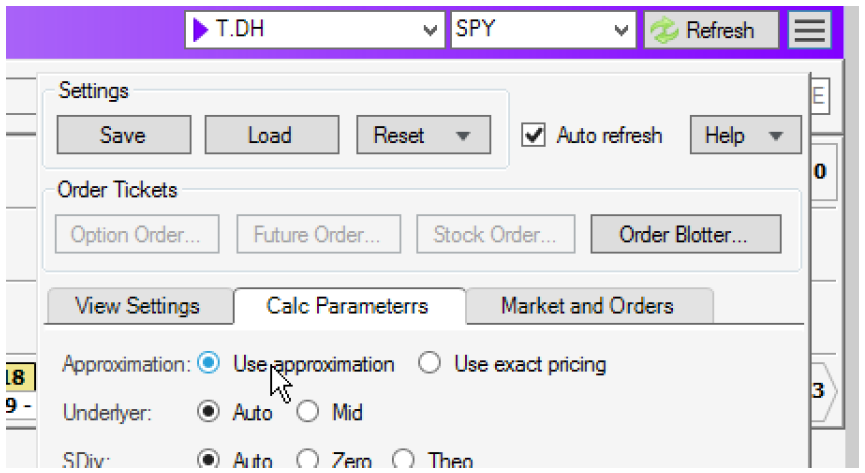 T.DH SPY Refresh
Settings
E
Save Load Reset Auto refresh Help
0
Order Tickets
Option Order... Future Order... Stock Order... Order Blotter...
View Settings Calc Parameterrs Market and Orders
Approximation: Use approximation Use exact pricing
18
3
9 -
Underlyer: Auto Mid
SDiv: Auto Zero Theo